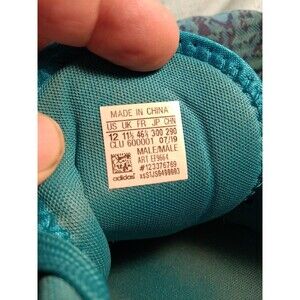 MADE IN CHINA
US UK FR JP CHN
12 11½ 46⅔ 300 290
CLU 600001 07/19
MALE/MALE
ART EF9664
#123376769
adidas